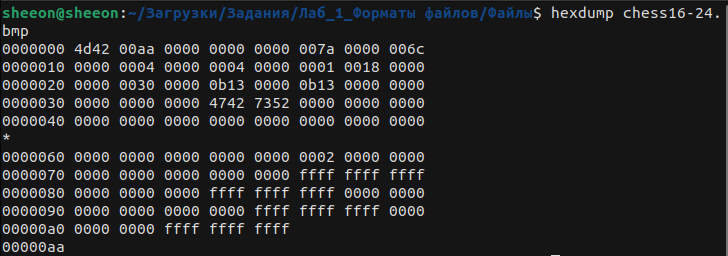 sheeon@sheeon:~/Загрузки/Задания/Лаб_1_Форматы файлов/Файлы$ hexdump chess16-24.
bmp
0000000 4d42 00aa 0000 0000 0000 007a 0000 006c
0000010 0000 0004 0000 0004 0000 0001 0018 0000
0000020 0000 0030 0000 0b13 0000 0b13 0000 0000
0000030 0000 0000 0000 4742 7352 0000 0000 0000
0000040 0000 0000 0000 0000 0000 0000 0000 0000
*
0000060 0000 0000 0000 0000 0000 0002 0000 0000
0000070 0000 0000 0000 0000 0000 ffff ffff ffff
0000080 0000 0000 0000 ffff ffff ffff 0000 0000
0000090 0000 0000 0000 0000 ffff ffff ffff 0000
00000a0 0000 0000 ffff ffff ffff
00000aa